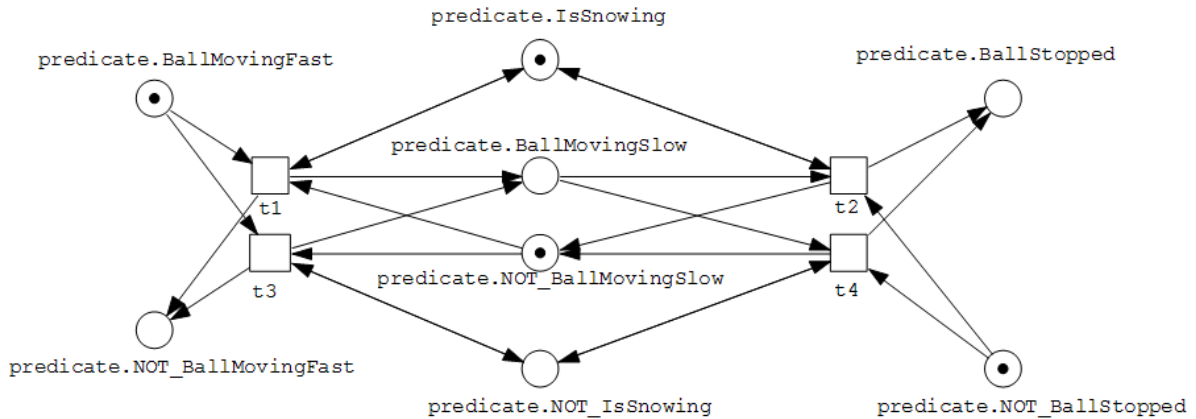 predicate.IsSnowing
predicate.BallMovingFast
predicate.BallStopped
predicate.BallMovingSlow
t1
t2
predicate.NOT_BallMovingSlow
t3
t4
predicate.NOT_BallMovingFast
predicate.NOT_IsSnowing
predicate.NOT_BallStopped